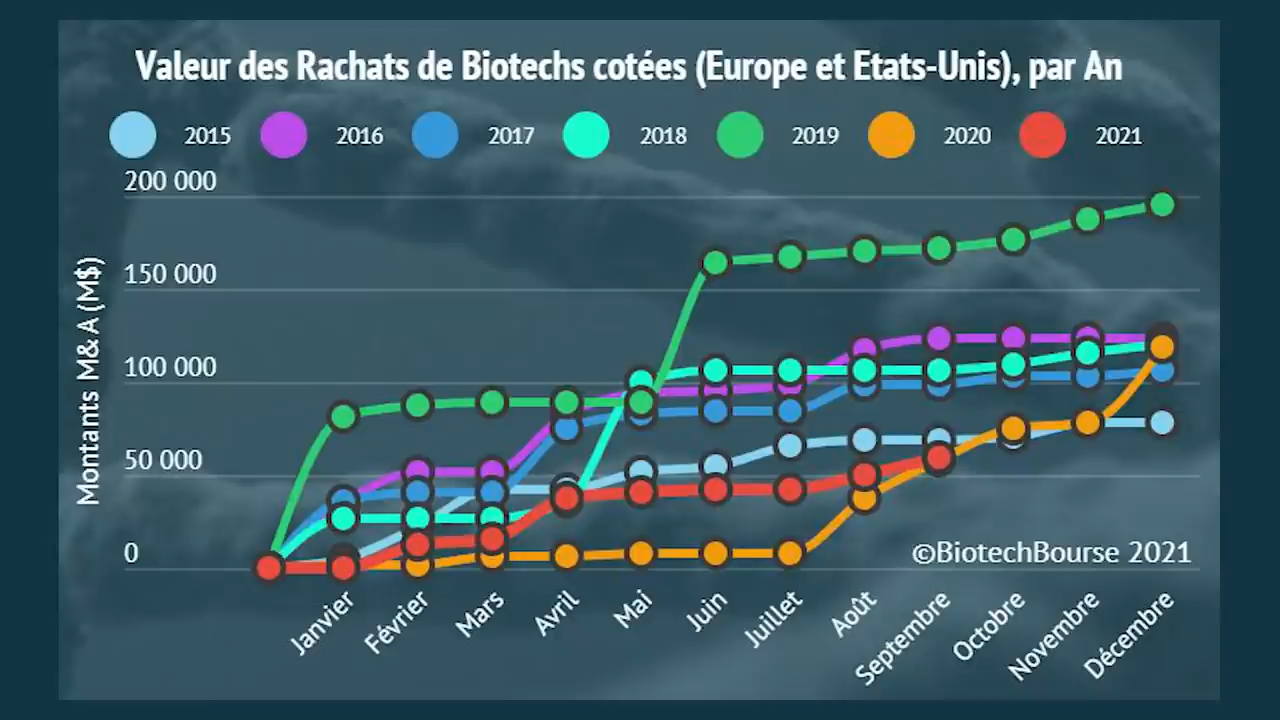 Valeur des Rachats de Biotechs cotées (Europe et Etats-Unis), par An
2015 2016 2017 2018 2019 2020 2021
Montants M&A (M$)
200 000
150 000
100 000
50 000
0
©BiotechBourse 2021
Janvier Février Mars Avril Mai Juin Juillet Août Septembre Octobre Novembre Décembre